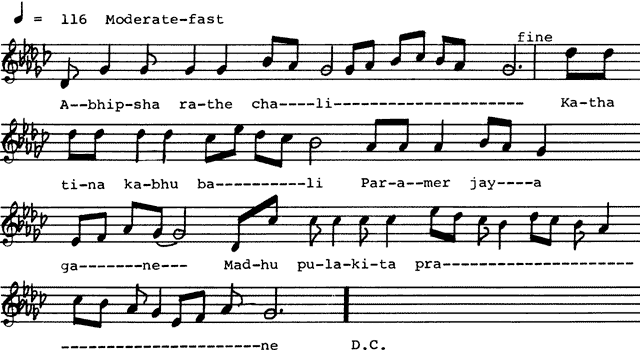 ♩ = 116 Moderate-fast
fine
A--bhip-sha ra-the cha----li---------------------- Ka-tha
ti-na ka-bhu ba----------li Par-a--mer jay----a
ga-------ne--- Mad-hu pu-la-ki-ta pra----------------------
-----------------------ne D.C.